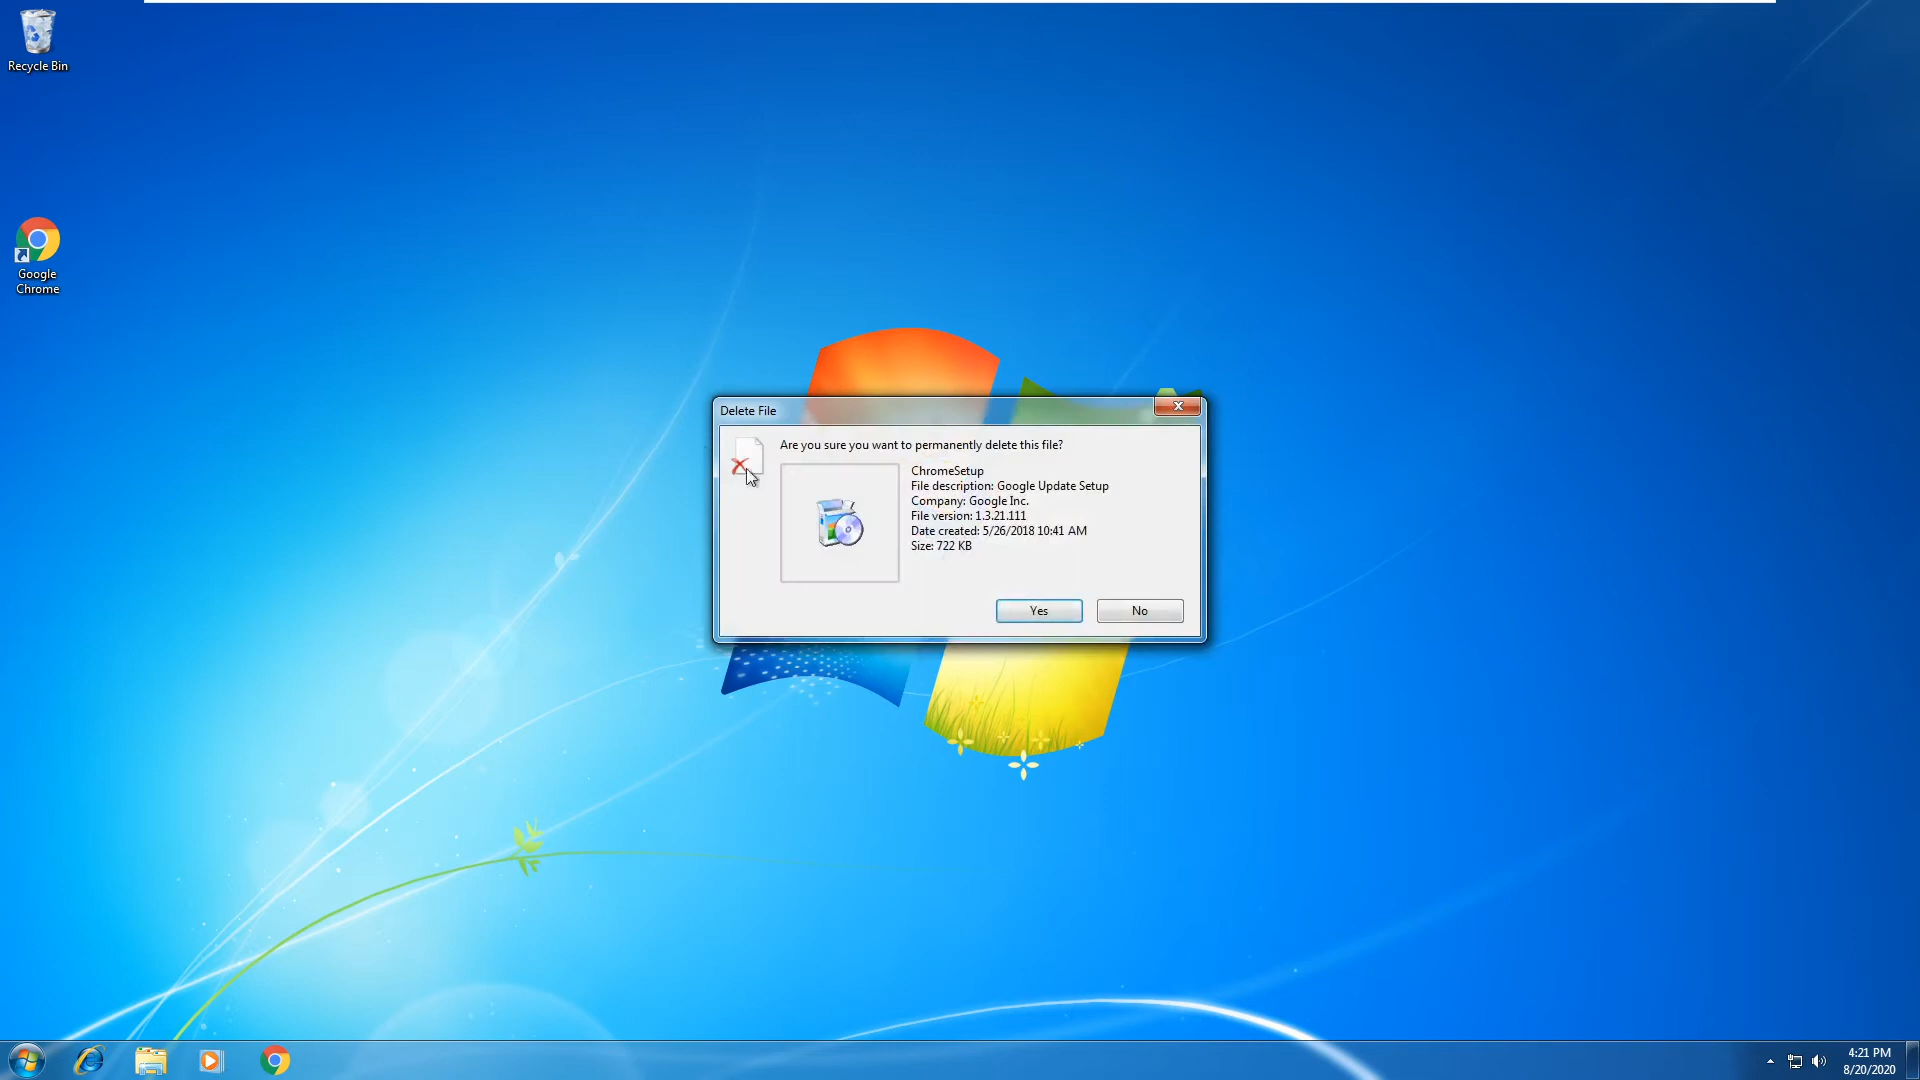 Recycle Bin
Google
Chrome
Delete File
Are you sure you want to permanently delete this file?
ChromeSetup
File description: Google Update Setup
Company: Google Inc.
File version: 1.3.21.111
Date created: 5/26/2018 10:41 AM
Size: 722 KB
Yes
No
4:21 PM
8/20/2020